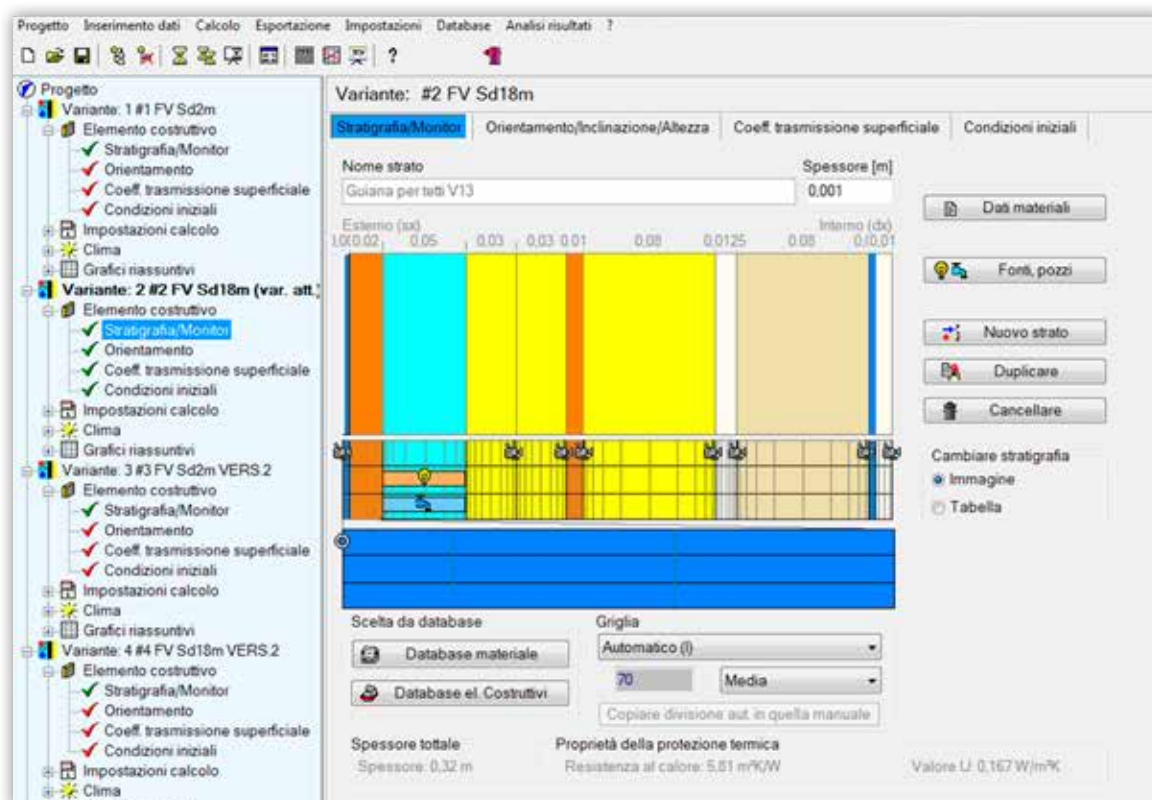 Progetto Inserimento dati Calcolo Esportazione Impostazioni Database Analisi risultati ?
Progetto
Variante: 1 #1 FV Sd2m
Elemento costruttivo
Stratigrafia/Monitor
Orientamento
Coeff. trasmissione superficiale
Condizioni iniziali
Impostazioni calcolo
Clima
Grafici riassuntivi
Variante: 2 #2 FV Sd18m (var. att.)
Elemento costruttivo
Stratigrafia/Monitor
Orientamento
Coeff. trasmissione superficiale
Condizioni iniziali
Impostazioni calcolo
Clima
Grafici riassuntivi
Variante: 3 #3 FV Sd2m VERS.2
Elemento costruttivo
Stratigrafia/Monitor
Orientamento
Coeff. trasmissione superficiale
Condizioni iniziali
Impostazioni calcolo
Clima
Grafici riassuntivi
Variante: 4 #4 FV Sd18m VERS.2
Elemento costruttivo
Stratigrafia/Monitor
Orientamento
Coeff. trasmissione superficiale
Condizioni iniziali
Impostazioni calcolo
Clima
Variante: #2 FV Sd18m
Stratigrafia/Monitor Orientamento/Inclinazione/Altezza Coeff. trasmissione superficiale Condizioni iniziali
Nome strato Spessore [m]
Guiana per tetti V13 0.001
Esterno (sx) Interno (dx)
0.02 0.05 0.03 0.03 0.01 0.08 0.0125 0.08 0.01
Dati materiali
Fonti, pozzi
Nuovo strato
Duplicare
Cancellare
Cambiare stratigrafia
Immagine
Tabella
Scelta da database Griglia
Database materiale Automatico (I)
70 Media
Database el. Costruttivi
Copiare divisione aut. in quella manuale
Spessore tottale Proprietà della protezione termica
Spessore: 0,32 m Resistenza al calore: 5,81 m²K/W Valore U: 0,167 W/m²K